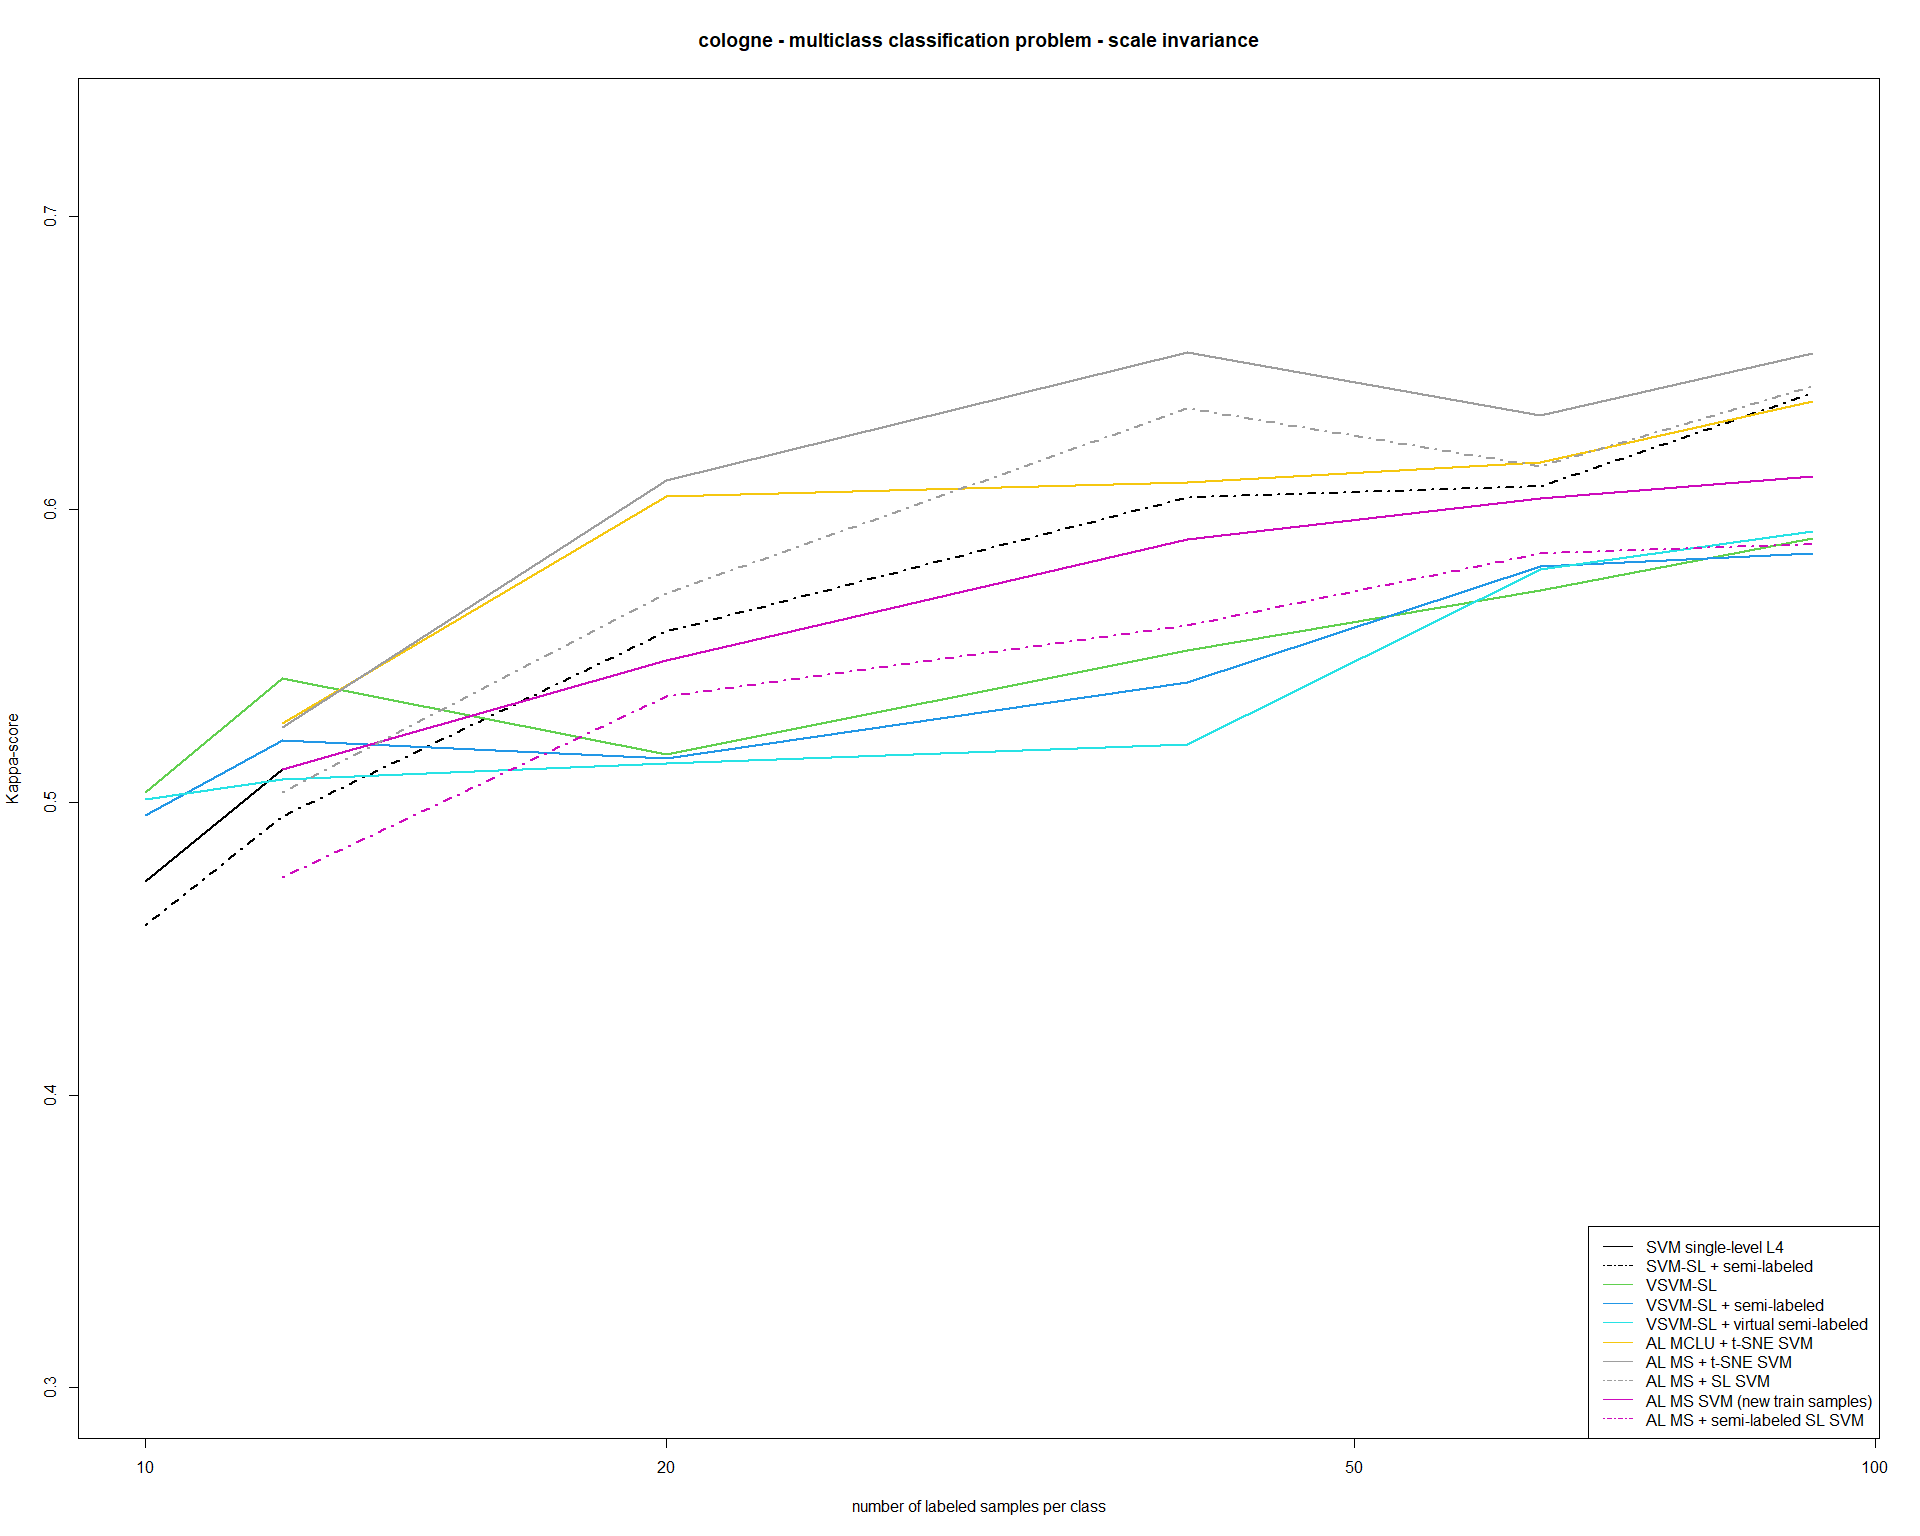 cologne - multiclass classification problem - scale invariance
Kappa-score
0.7
0.6
0.5
0.4
0.3
SVM single-level L4
SVM-SL + semi-labeled
VSVM-SL
VSVM-SL + semi-labeled
VSVM-SL + virtual semi-labeled
AL MCLU + t-SNE SVM
AL MS + t-SNE SVM
AL MS + SL SVM
AL MS SVM (new train samples)
AL MS + semi-labeled SL SVM
10 20 50 100
number of labeled samples per class